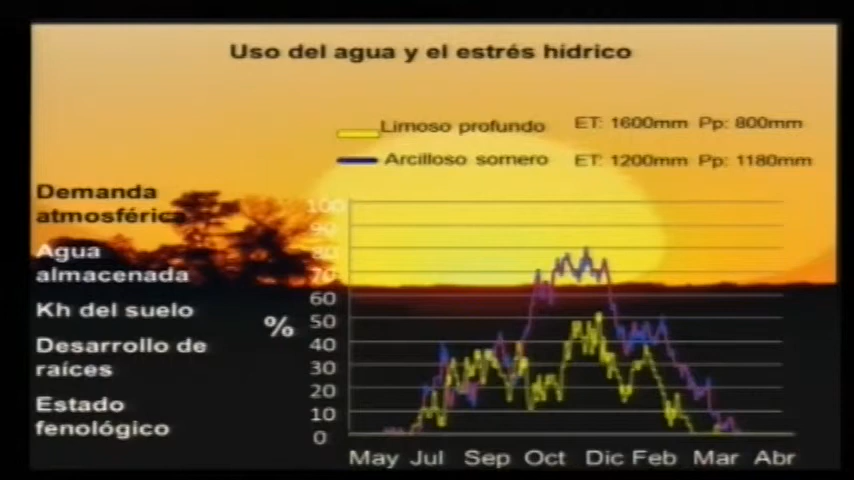 Uso del agua y el estrés hídrico
Limoso profundo ET: 1600mm Pp: 800mm
Arcilloso somero ET: 1200mm Pp: 1180mm
Demanda
atmosférica
Agua
almacenada
Kh del suelo
Desarrollo de
raíces
Estado
fenológico
%
100
90
80
70
60
50
40
30
20
10
0
May Jul Sep Oct Dic Feb Mar Abr